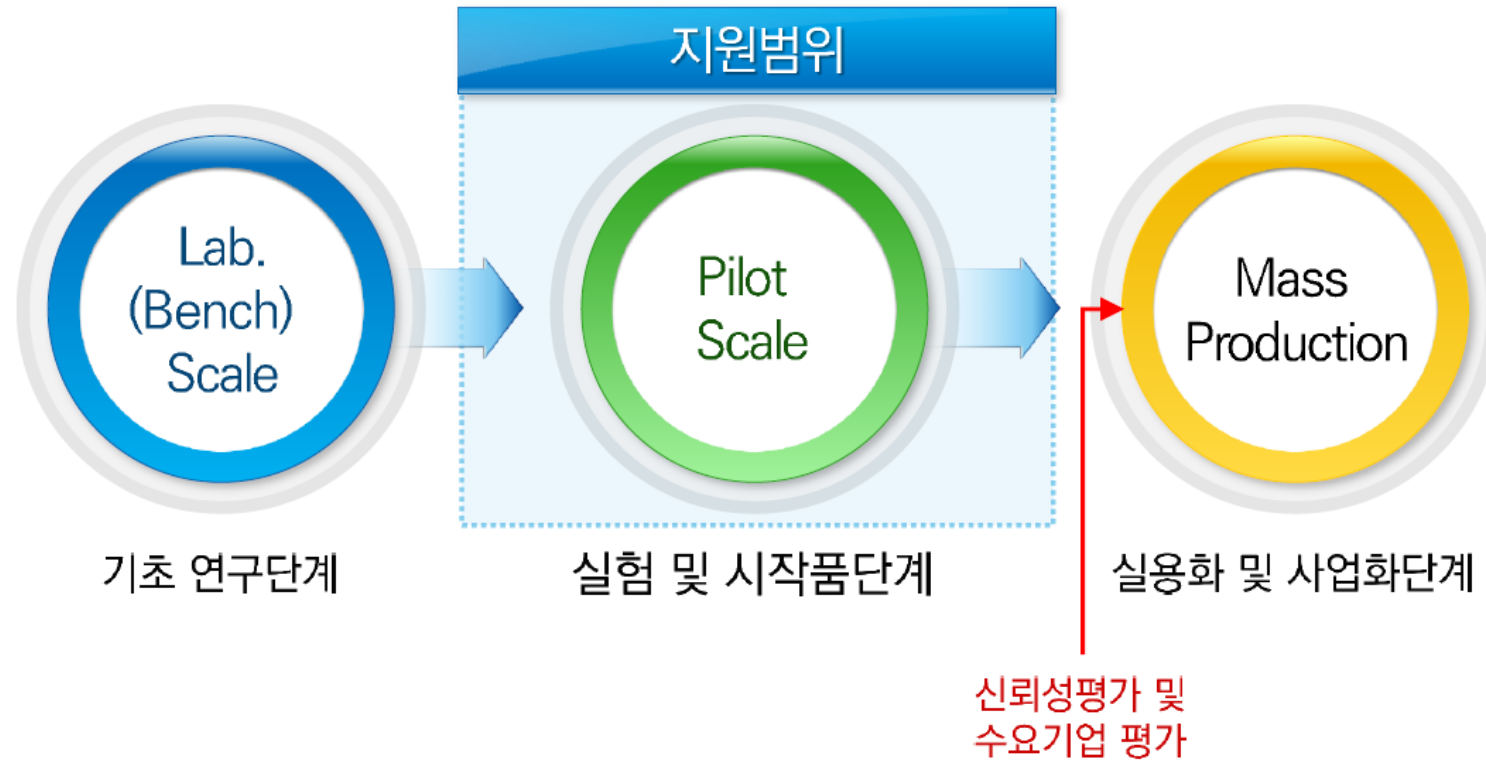 지원범위
Lab.
(Bench)
Scale
Pilot
Scale
Mass
Production
기초 연구단계
실험 및 시작품단계
실용화 및 사업화단계
신뢰성평가 및
수요기업 평가